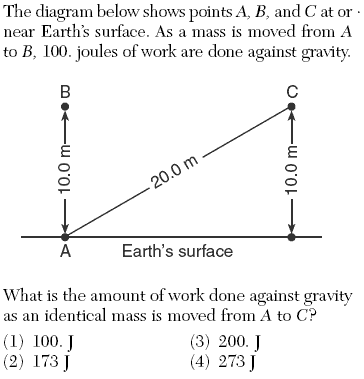 The diagram below shows points A, B, and C at or ·
near Earth's surface. As a mass is moved from A
to B, 100. joules of work are done against gravity.
B
C
10.0 m
20.0 m
10.0 m
A
Earth's surface
What is the amount of work done against gravity
as an identical mass is moved from A to C?
(1) 100. J
(3) 200. J
(2) 173 J
(4) 273 J